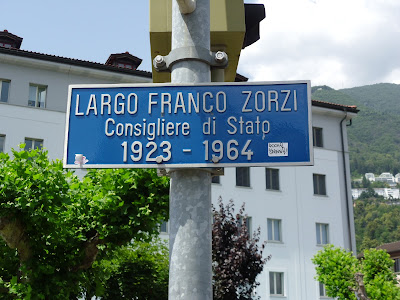 LARGO FRANCO ZORZI
Consigliere di Stato
1923 - 1964